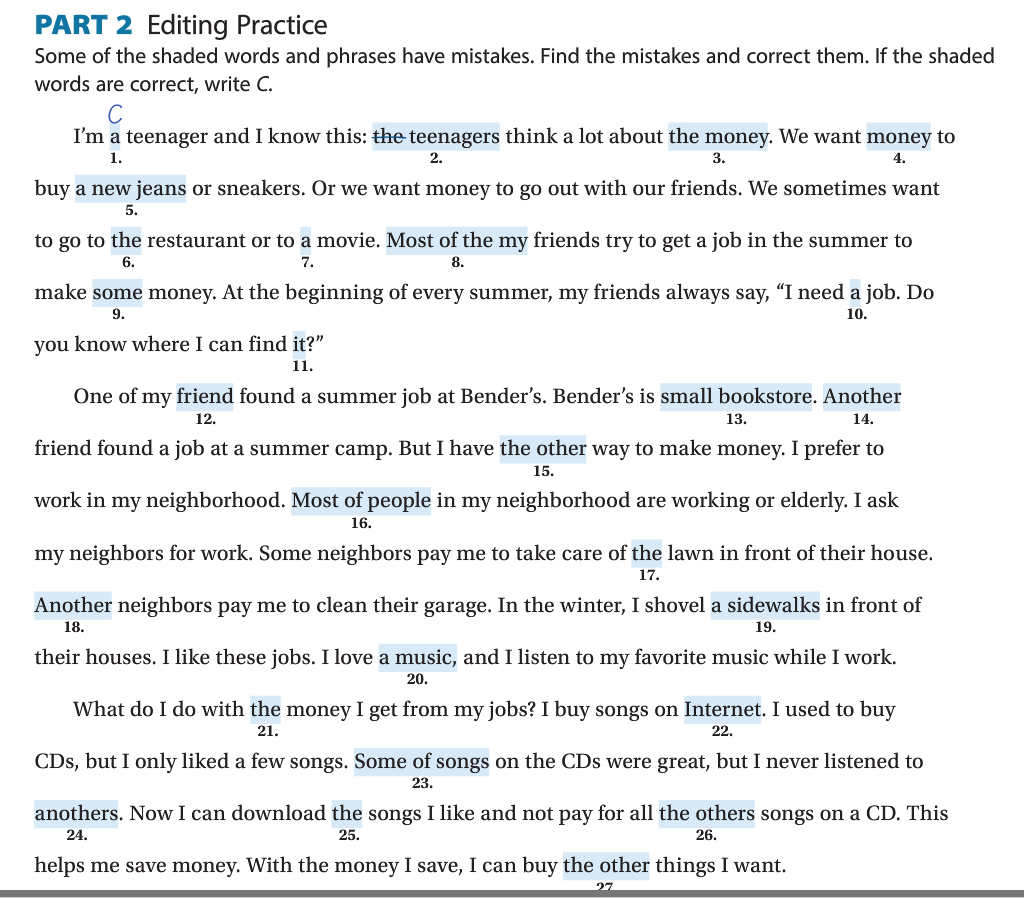 PART 2 Editing Practice
Some of the shaded words and phrases have mistakes. Find the mistakes and correct them. If the shaded
words are correct, write C.
C
I'm a teenager and I know this: the teenagers think a lot about the money. We want money to
1. 2. 3. 4.
buy a new jeans or sneakers. Or we want money to go out with our friends. We sometimes want
5.
to go to the restaurant or to a movie. Most of the my friends try to get a job in the summer to
6. 7. 8.
make some money. At the beginning of every summer, my friends always say, “I need a job. Do
9. 10.
you know where I can find it?”
11.
One of my friend found a summer job at Bender's. Bender's is small bookstore. Another
12. 13. 14.
friend found a job at a summer camp. But I have the other way to make money. I prefer to
15.
work in my neighborhood. Most of people in my neighborhood are working or elderly. I ask
16.
my neighbors for work. Some neighbors pay me to take care of the lawn in front of their house.
17.
Another neighbors pay me to clean their garage. In the winter, I shovel a sidewalks in front of
18. 19.
their houses. I like these jobs. I love a music, and I listen to my favorite music while I work.
20.
What do I do with the money I get from my jobs? I buy songs on Internet. I used to buy
21. 22.
CDs, but I only liked a few songs. Some of songs on the CDs were great, but I never listened to
23.
anothers. Now I can download the songs I like and not pay for all the others songs on a CD. This
24. 25. 26.
helps me save money. With the money I save, I can buy the other things I want.
27